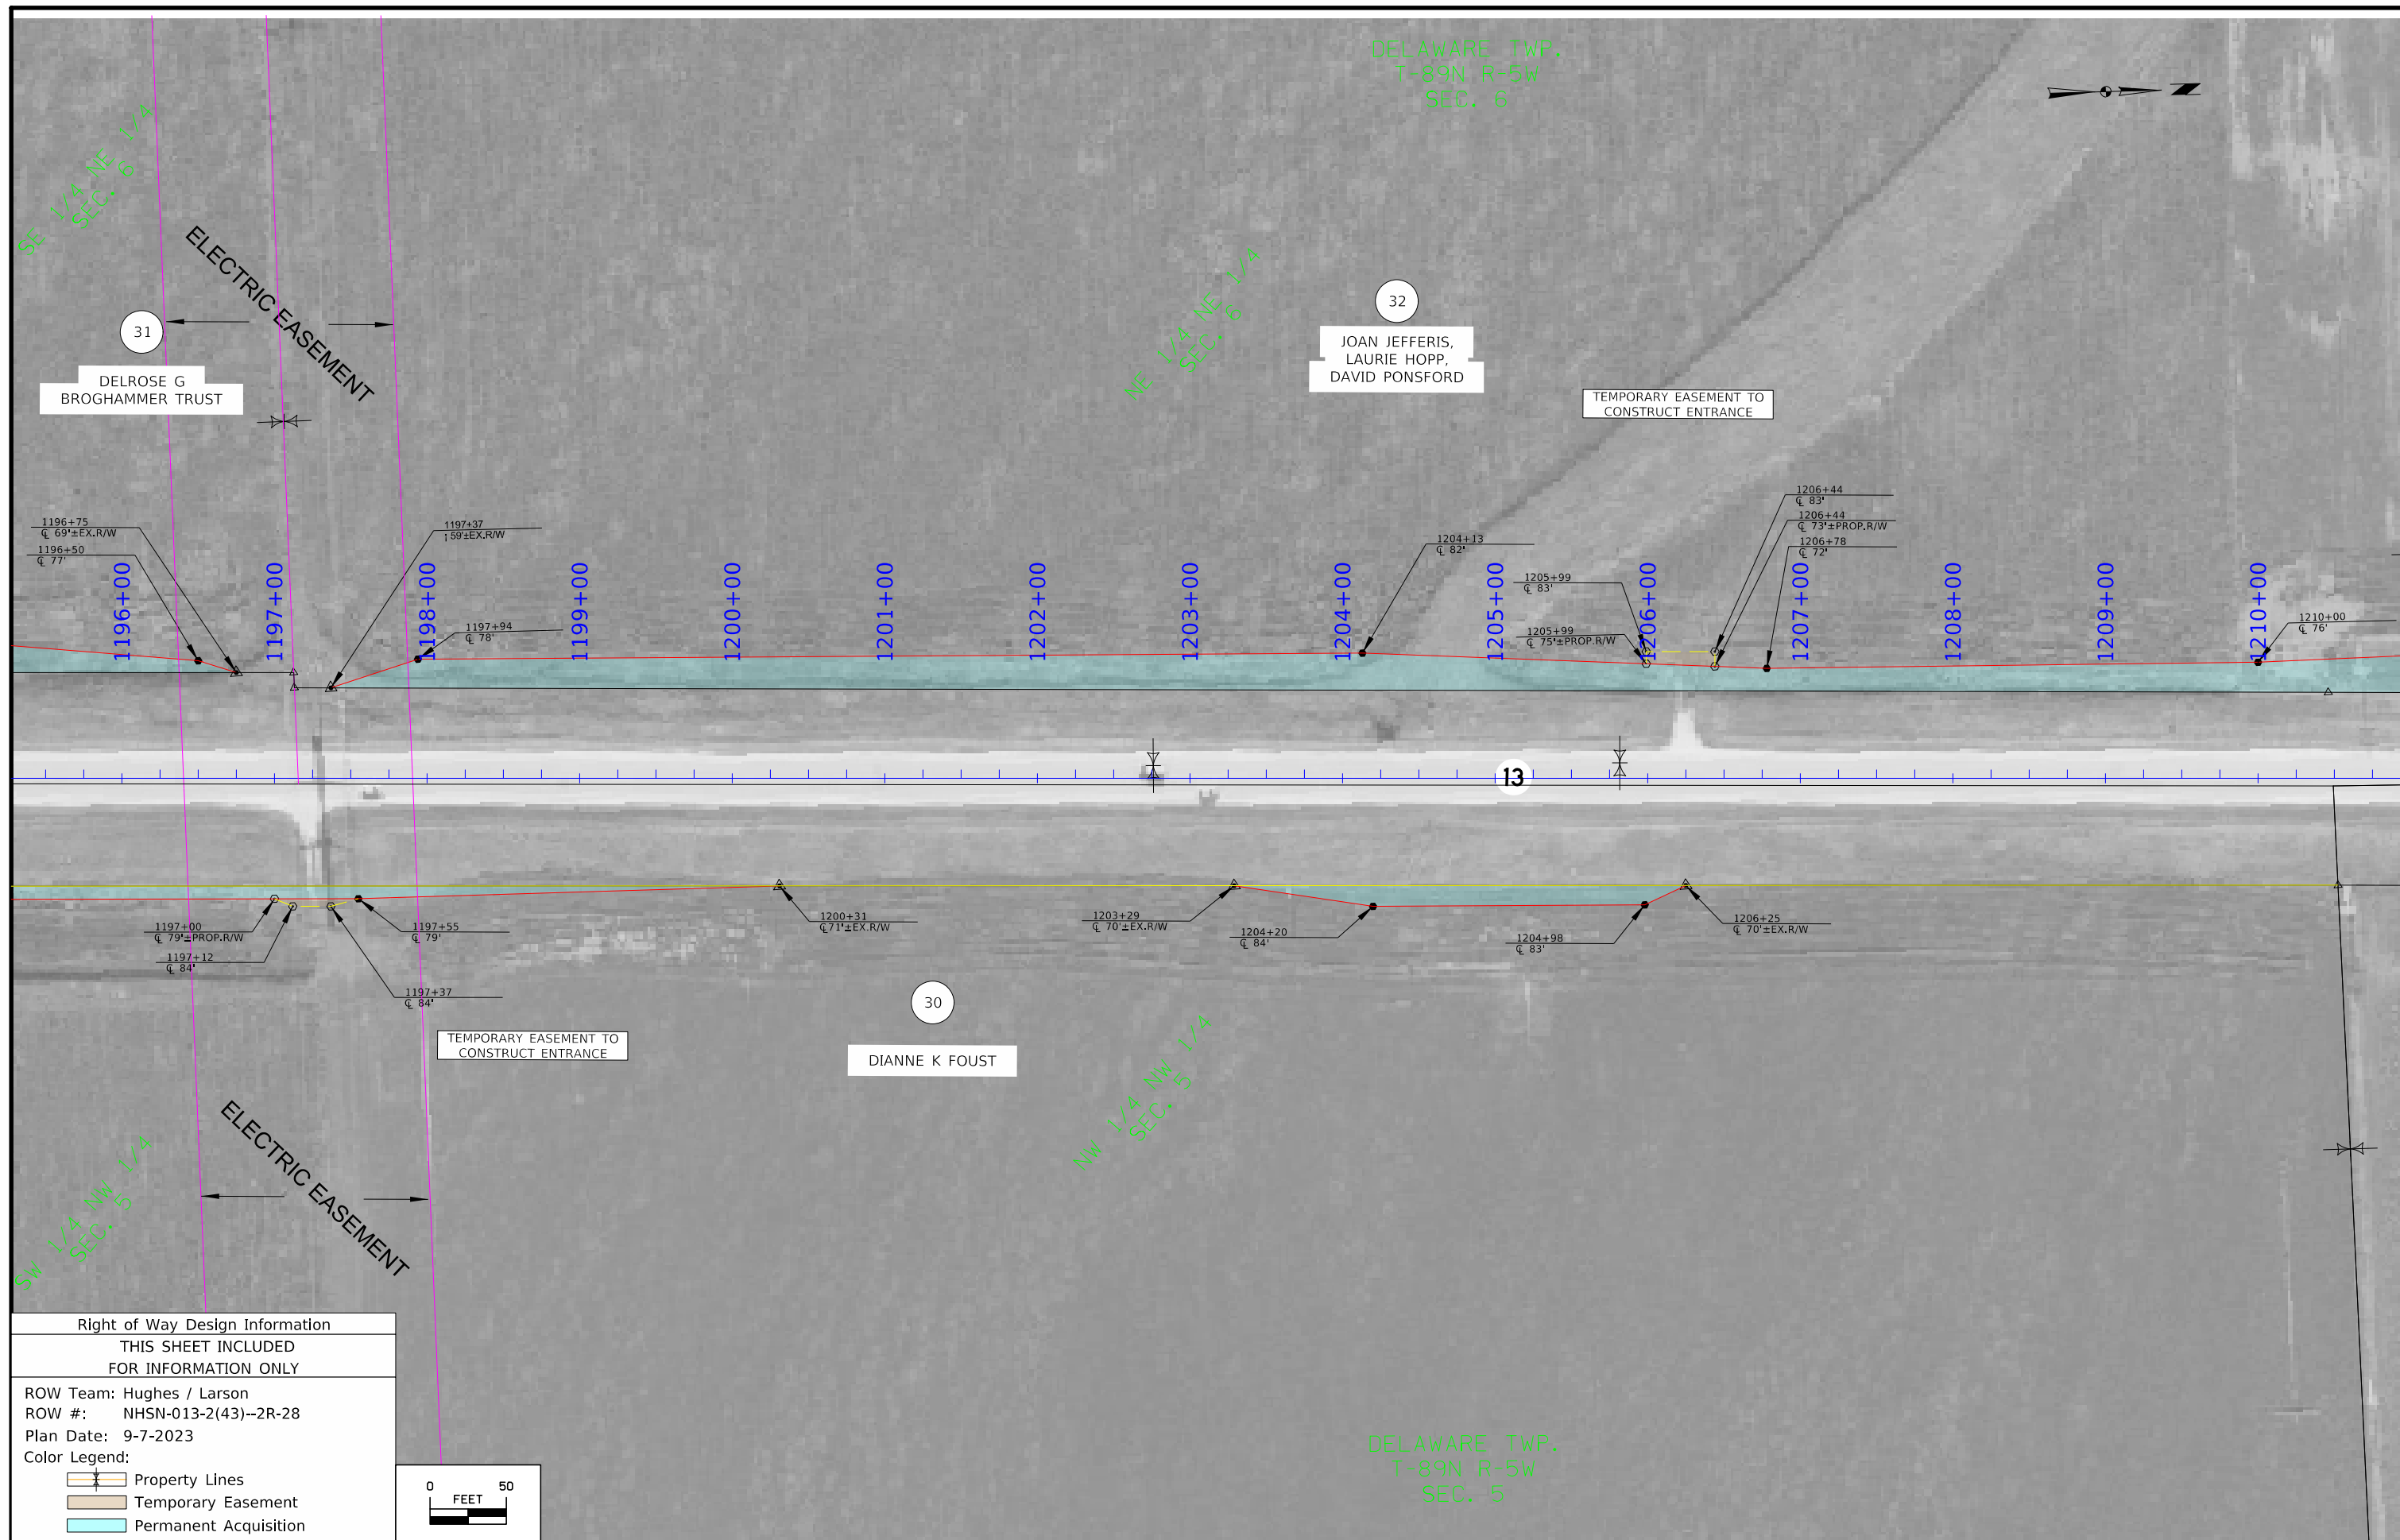 DELAWARE TWP.
T-89N R-5W
SEC. 6
SE 1/4 NE 1/4
SEC. 6
ELECTRIC EASEMENT
31
DELROSE G
BROGHAMMER TRUST
NE 1/4 NE 1/4
SEC. 6
32
JOAN JEFFERIS,
LAURIE HOPP,
DAVID PONSFORD
TEMPORARY EASEMENT TO
CONSTRUCT ENTRANCE
1196+75
℄ 69'±EX.R/W
1196+50
℄ 77'
1197+37
¡ 59'±EX.R/W
1197+94
℄ 78'
1204+13
℄ 82'
1205+99
℄ 83'
1205+99
℄ 75'±PROP.R/W
1206+44
℄ 83'
1206+44
℄ 73'±PROP.R/W
1206+78
℄ 72'
1210+00
℄ 76'
1196+00
1197+00
1198+00
1199+00
1200+00
1201+00
1202+00
1203+00
1204+00
1205+00
1206+00
1207+00
1208+00
1209+00
1210+00
13
1197+00
℄ 79'±PROP.R/W
1197+12
℄ 84'
1197+55
℄ 79'
1197+37
℄ 84'
1200+31
℄71'±EX.R/W
1203+29
℄ 70'±EX.R/W
1204+20
℄ 84'
1204+98
℄ 83'
1206+25
℄ 70'±EX.R/W
TEMPORARY EASEMENT TO
CONSTRUCT ENTRANCE
30
DIANNE K FOUST
NW 1/4 NW 1/4
SEC. 5
SW 1/4 NW 1/4
SEC. 5
ELECTRIC EASEMENT
DELAWARE TWP.
T-89N R-5W
SEC. 5
Right of Way Design Information
THIS SHEET INCLUDED
FOR INFORMATION ONLY
ROW Team: Hughes / Larson
ROW #: NHSN-013-2(43)--2R-28
Plan Date: 9-7-2023
Color Legend:
Property Lines
Temporary Easement
Permanent Acquisition
0 50
FEET